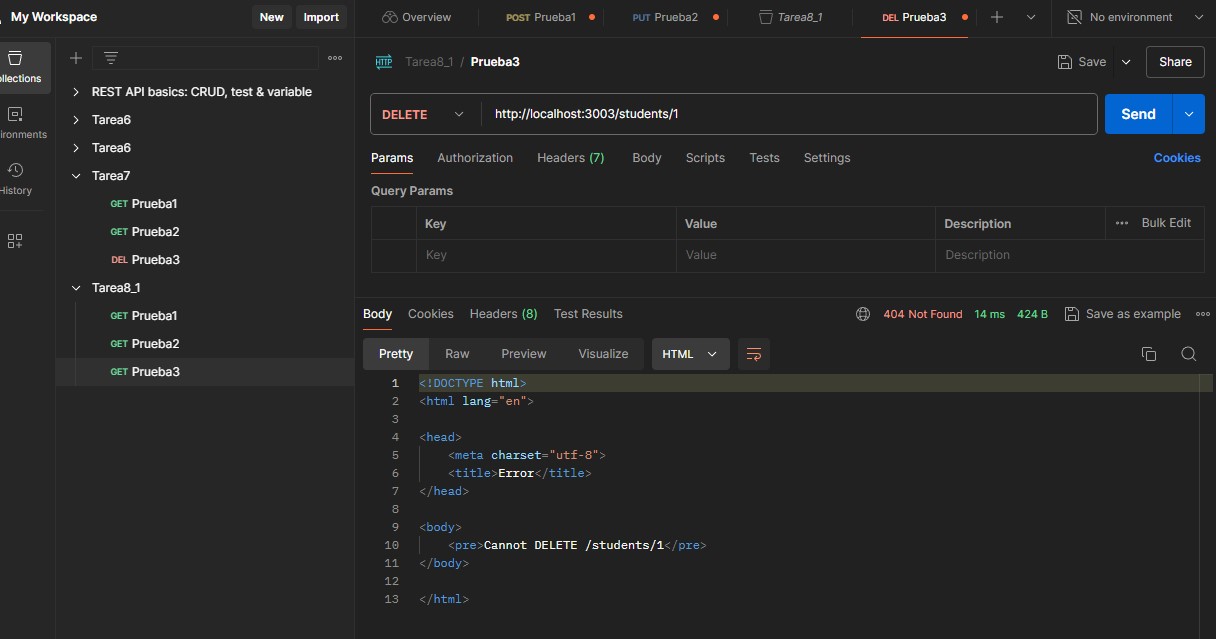 My Workspace New Import Overview POST Prueba1 PUT Prueba2 Tarea8_1 DEL Prueba3 No environment
HTTP Tarea8_1 / Prueba3 Save Share
ollections
ironments
History
REST API basics: CRUD, test & variable
Tarea6
Tarea6
Tarea7
GET Prueba1
GET Prueba2
DEL Prueba3
Tarea8_1
GET Prueba1
GET Prueba2
GET Prueba3
DELETE http://localhost:3003/students/1 Send
Params Authorization Headers (7) Body Scripts Tests Settings Cookies
Query Params
Key Value Description Bulk Edit
Key Value Description
Body Cookies Headers (8) Test Results 404 Not Found 14 ms 424 B Save as example
Pretty Raw Preview Visualize HTML
1 <!DOCTYPE html>
2 <html lang="en">
3
4 <head>
5 <meta charset="utf-8">
6 <title>Error</title>
7 </head>
8
9 <body>
10 <pre>Cannot DELETE /students/1</pre>
11 </body>
12
13 </html>